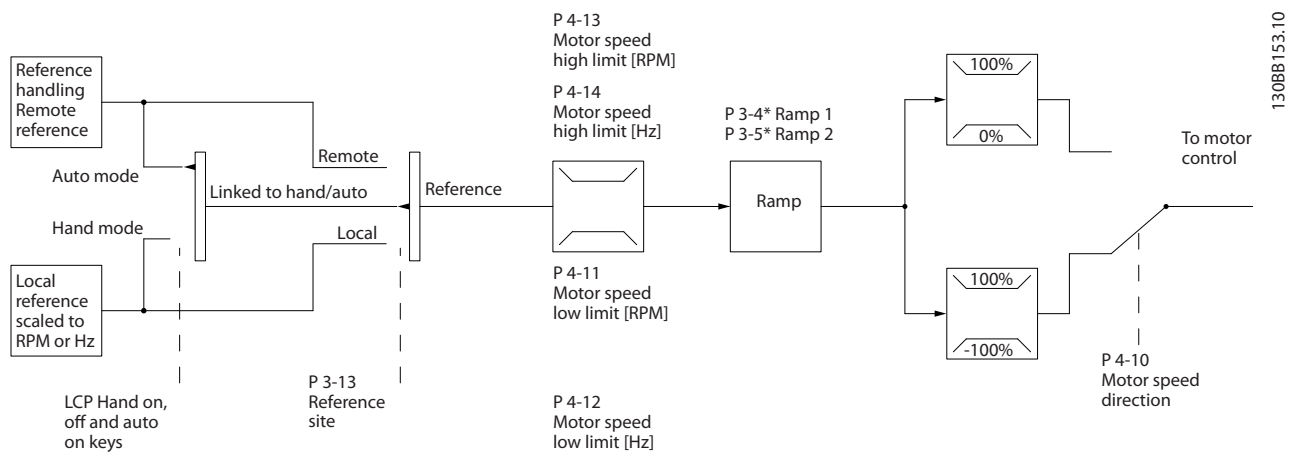 P 4-13
Motor speed
high limit [RPM]
P 4-14
Motor speed
high limit [Hz]
130BB153.10
Reference
handling
Remote
reference
P 3-4* Ramp 1
P 3-5* Ramp 2
100%
0%
To motor
control
Auto mode
Remote
Linked to hand/auto
Reference
Ramp
Hand mode
Local
Local
reference
scaled to
RPM or Hz
P 4-11
Motor speed
low limit [RPM]
100%
-100%
LCP Hand on,
off and auto
on keys
P 3-13
Reference
site
P 4-12
Motor speed
low limit [Hz]
P 4-10
Motor speed
direction